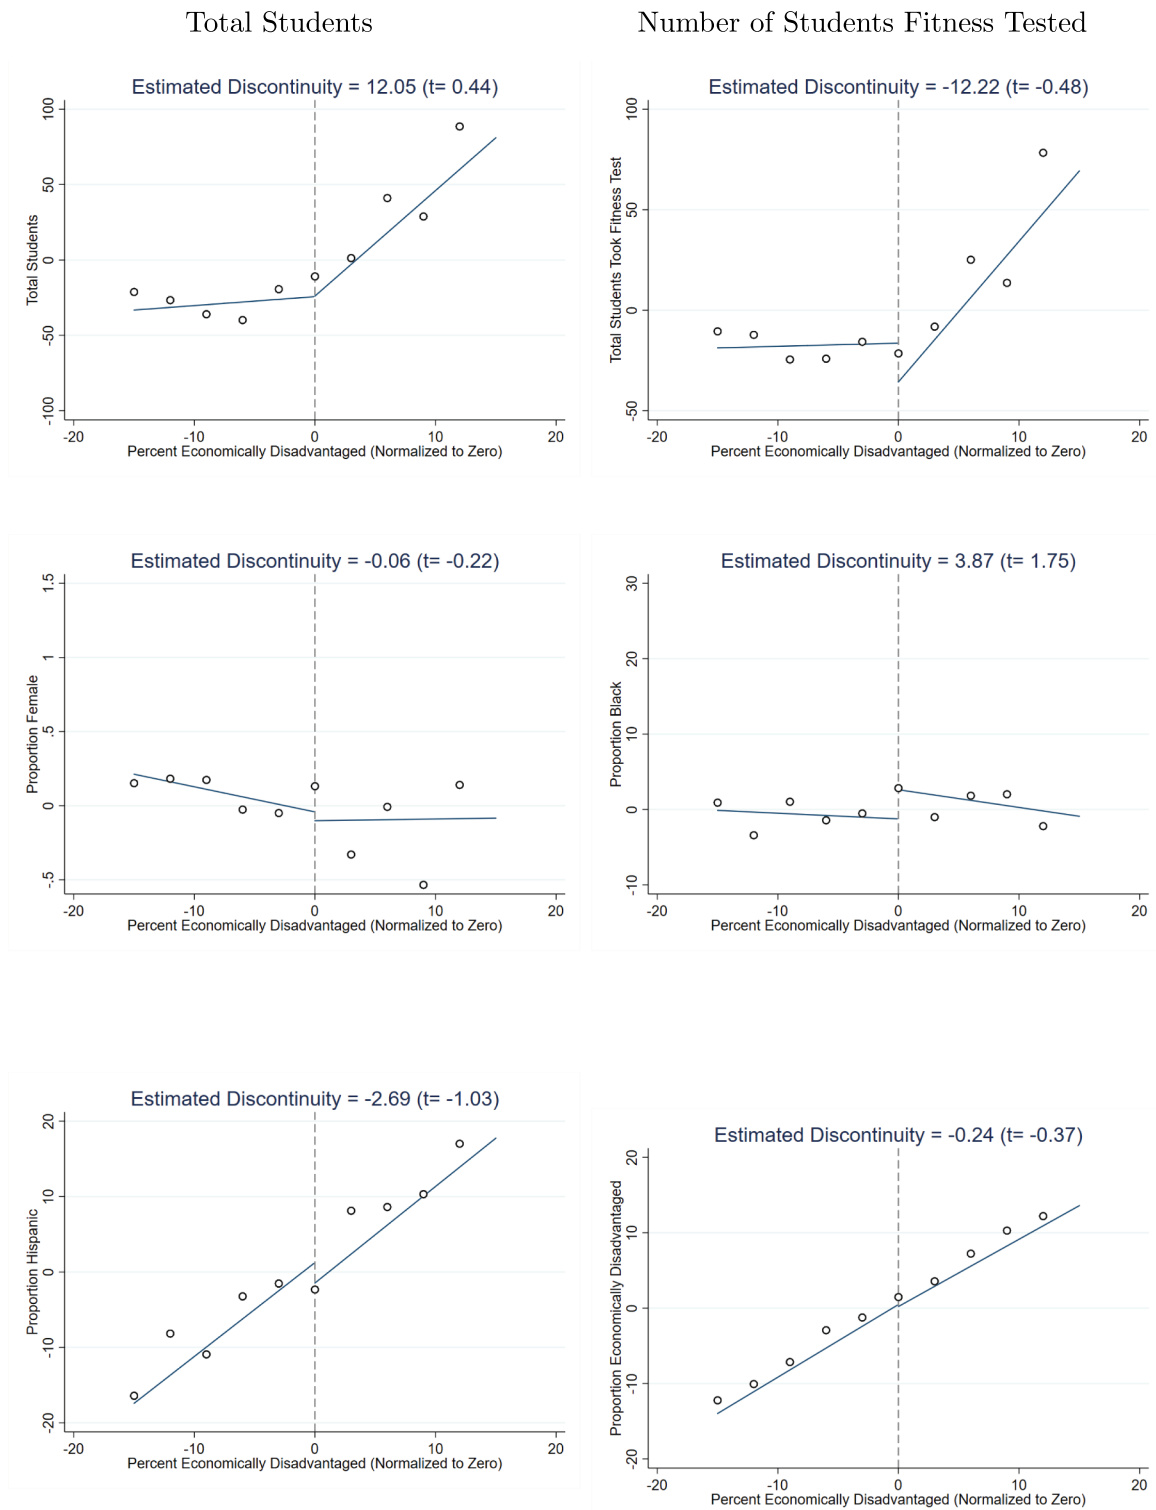 Total Students
Number of Students Fitness Tested
Estimated Discontinuity = 12.05 (t= 0.44)
Total Students
100
50
0
-50
-100
-20 -10 0 10 20
Percent Economically Disadvantaged (Normalized to Zero)
Estimated Discontinuity = -12.22 (t= -0.48)
Total Students Took Fitness Test
100
50
0
-50
-20 -10 0 10 20
Percent Economically Disadvantaged (Normalized to Zero)
Estimated Discontinuity = -0.06 (t= -0.22)
Proportion Female
1.5
1
.5
0
-.5
-20 -10 0 10 20
Percent Economically Disadvantaged (Normalized to Zero)
Estimated Discontinuity = 3.87 (t= 1.75)
Proportion Black
30
20
10
0
-10
-20 -10 0 10 20
Percent Economically Disadvantaged (Normalized to Zero)
Estimated Discontinuity = -2.69 (t= -1.03)
Proportion Hispanic
20
10
0
-10
-20
-20 -10 0 10 20
Percent Economically Disadvantaged (Normalized to Zero)
Estimated Discontinuity = -0.24 (t= -0.37)
Proportion Economically Disadvantaged
20
10
0
-10
-20
-20 -10 0 10 20
Percent Economically Disadvantaged (Normalized to Zero)